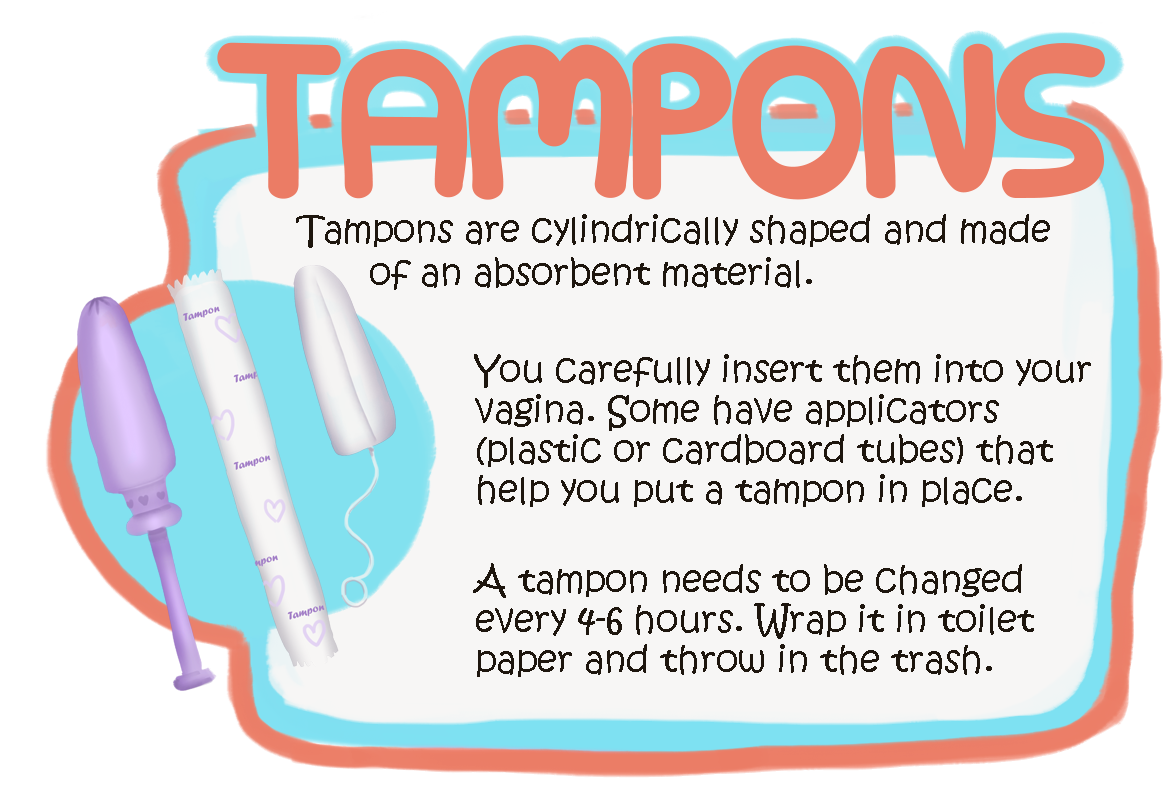 TAMPONS
Tampons are cylindrically shaped and made
of an absorbent material.
You carefully insert them into your
vagina. Some have applicators
(plastic or cardboard tubes) that
help you put a tampon in place.
A tampon needs to be changed
every 4-6 hours. Wrap it in toilet
paper and throw in the trash.
Tampon
Tamp
Tampon
mpon
Tampon